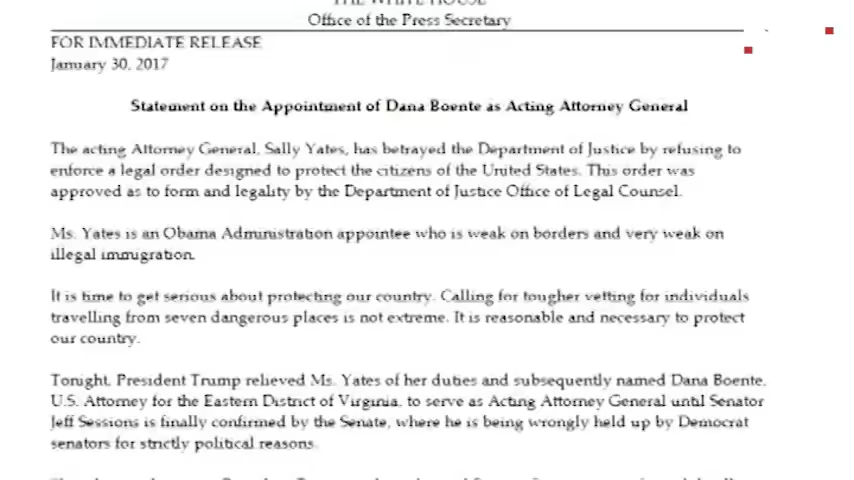 THE WHITE HOUSE
Office of the Press Secretary
FOR IMMEDIATE RELEASE
January 30, 2017
Statement on the Appointment of Dana Boente as Acting Attorney General
The acting Attorney General, Sally Yates, has betrayed the Department of Justice by refusing to
enforce a legal order designed to protect the citizens of the United States. This order was
approved as to form and legality by the Department of Justice Office of Legal Counsel.
Ms. Yates is an Obama Administration appointee who is weak on borders and very weak on
illegal immigration.
It is time to get serious about protecting our country. Calling for tougher vetting for individuals
travelling from seven dangerous places is not extreme. It is reasonable and necessary to protect
our country.
Tonight, President Trump relieved Ms. Yates of her duties and subsequently named Dana Boente,
U.S. Attorney for the Eastern District of Virginia, to serve as Acting Attorney General until Senator
Jeff Sessions is finally confirmed by the Senate, where he is being wrongly held up by Democrat
senators for strictly political reasons.